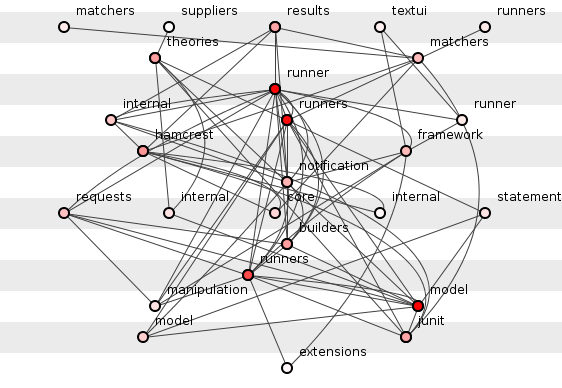 matchers suppliers results textui runners
theories matchers
runner
internal runners runner
hamcrest framework
notification
requests internal core internal statement
builders
runners
manipulation model
model junit
extensions